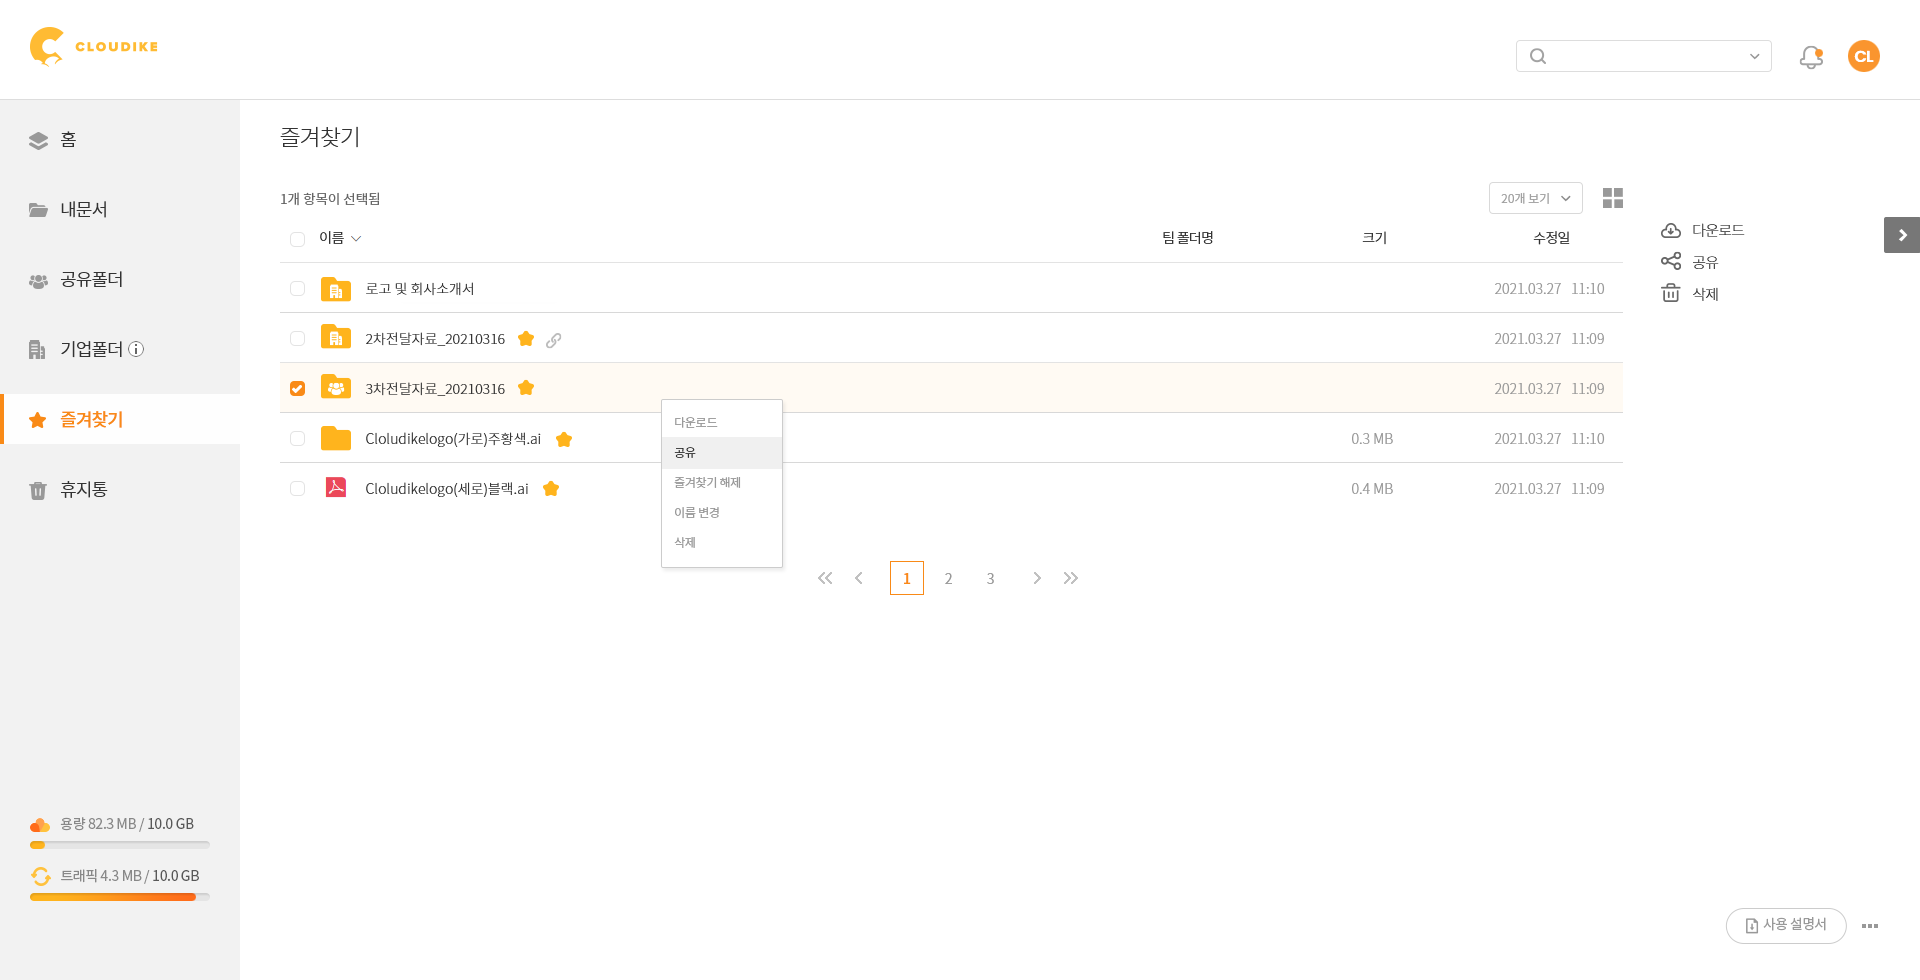 CLOUDIKE
CL
홈
내문서
공유폴더
기업폴더
즐겨찾기
휴지통
용량 82.3 MB / 10.0 GB
트래픽 4.3 MB / 10.0 GB
즐겨찾기
1개 항목이 선택됨
20개 보기
이름 팀 폴더명 크기 수정일
로고 및 회사소개서 2021.03.27 11:10
2차전달자료_20210316 2021.03.27 11:09
3차전달자료_20210316 2021.03.27 11:09
Cloludikelogo(가로)주황색.ai 0.3 MB 2021.03.27 11:10
Cloludikelogo(세로)블랙.ai 0.4 MB 2021.03.27 11:09
다운로드
공유
즐겨찾기 해제
이름 변경
삭제
1 2 3
다운로드
공유
삭제
사용 설명서